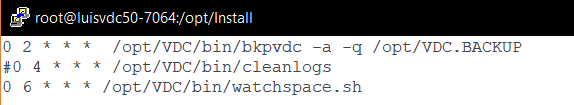 root@luisvdc50-7064:/opt/Install
0 2 * * *  /opt/VDC/bin/bkpvdc -a -q /opt/VDC.BACKUP
#0 4 * * * /opt/VDC/bin/cleanlogs
0 6 * * * /opt/VDC/bin/watchspace.sh